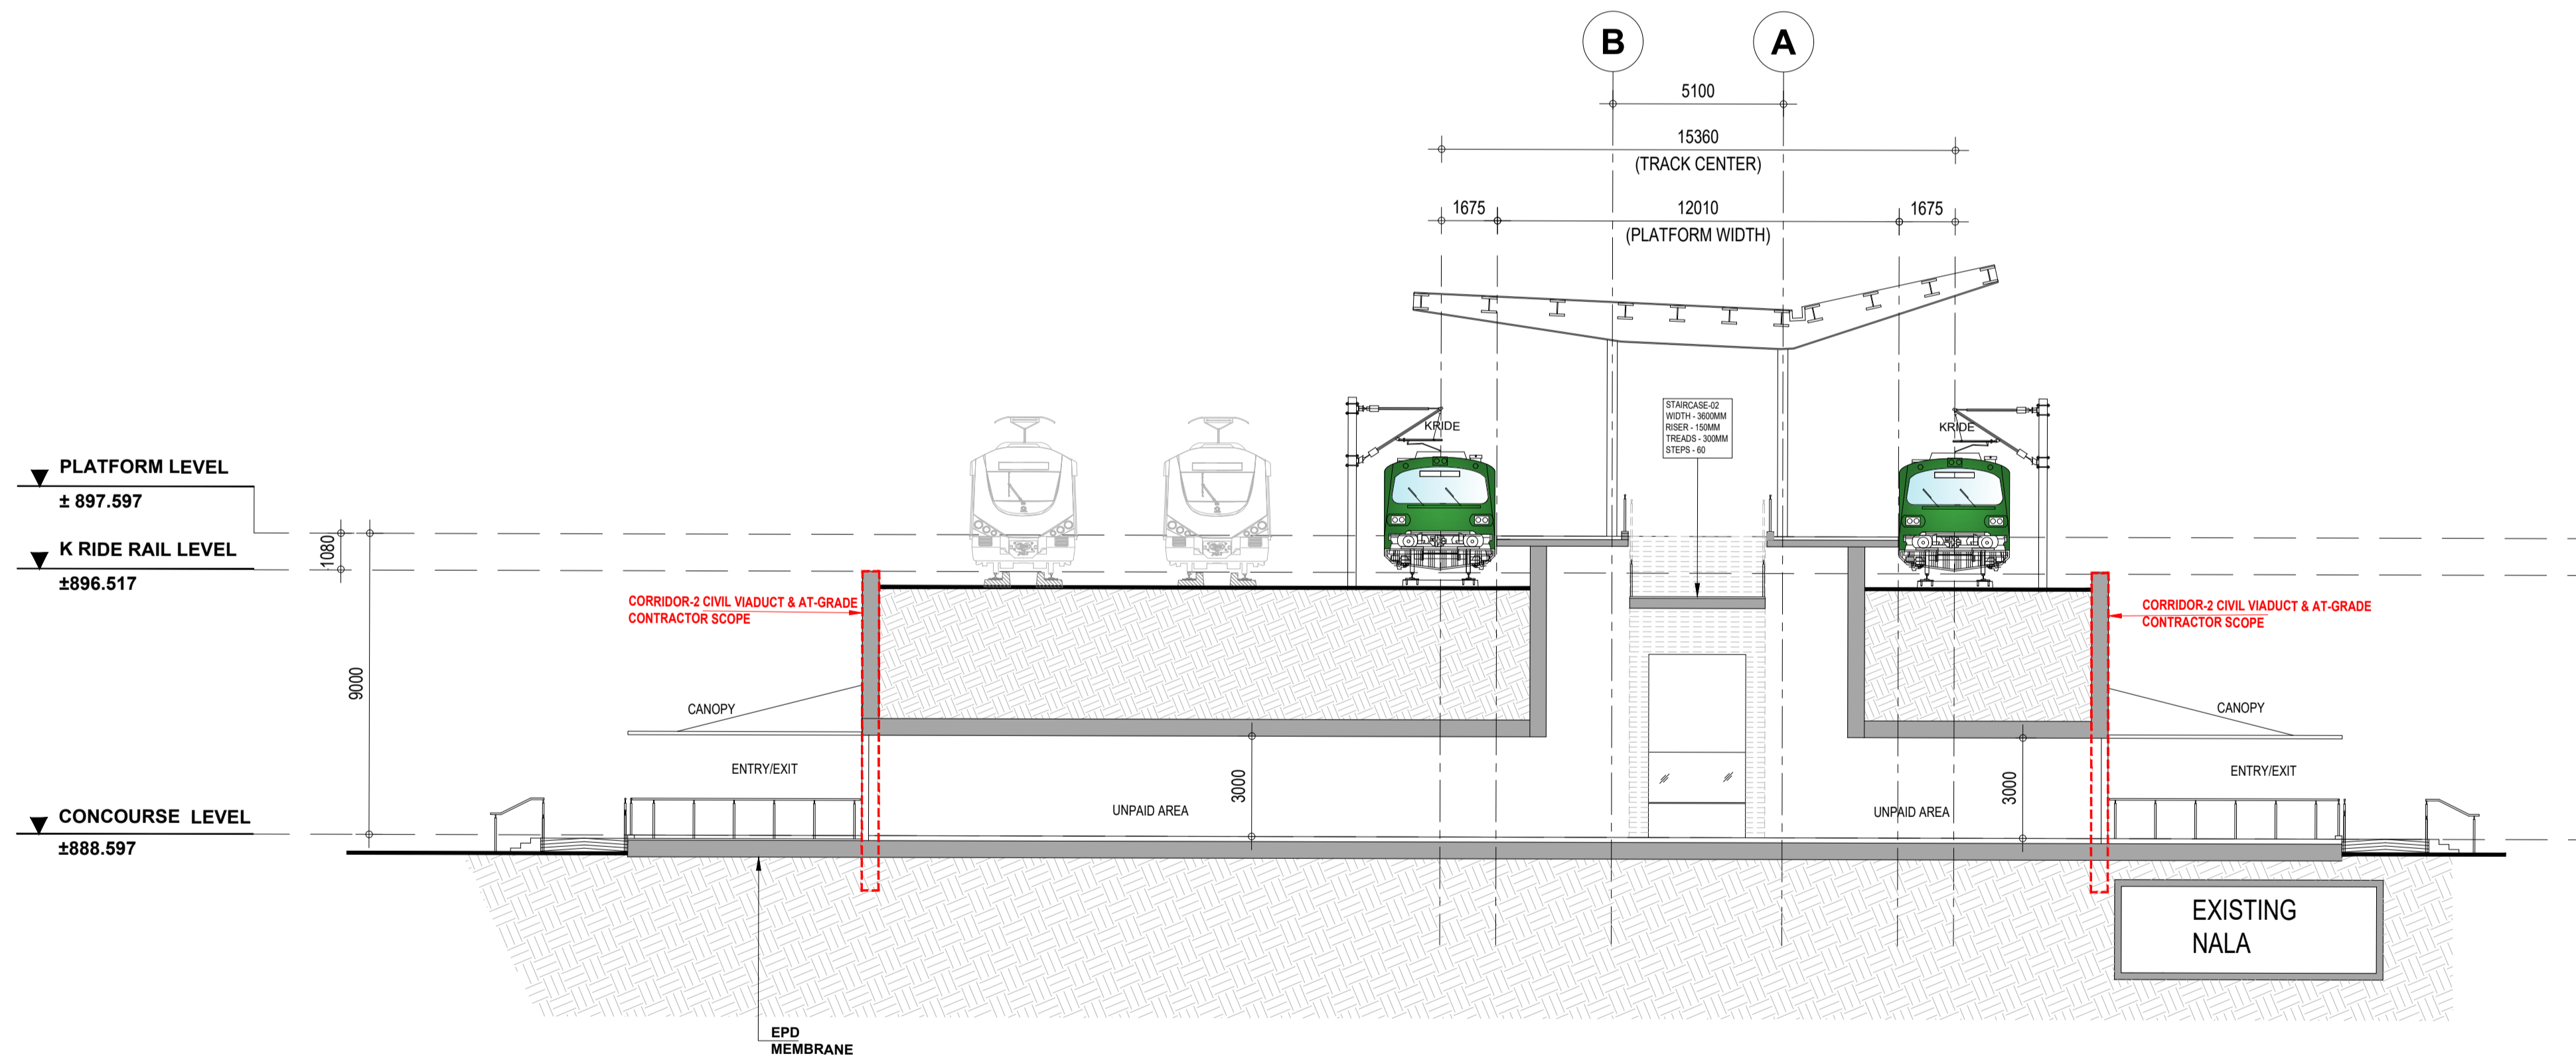 B
A
5100
15360
(TRACK CENTER)
1675
12010
1675
(PLATFORM WIDTH)
STAIRCASE-02
WIDTH - 3600MM
RISER - 150MM
TREADS - 300MM
STEPS - 60
KRIDE
KRIDE
PLATFORM LEVEL
± 897.597
K RIDE RAIL LEVEL
±896.517
1080
9000
CORRIDOR-2 CIVIL VIADUCT & AT-GRADE
CONTRACTOR SCOPE
CORRIDOR-2 CIVIL VIADUCT & AT-GRADE
CONTRACTOR SCOPE
CANOPY
CANOPY
ENTRY/EXIT
ENTRY/EXIT
3000
3000
UNPAID AREA
UNPAID AREA
CONCOURSE LEVEL
±888.597
EXISTING
NALA
EPD
MEMBRANE